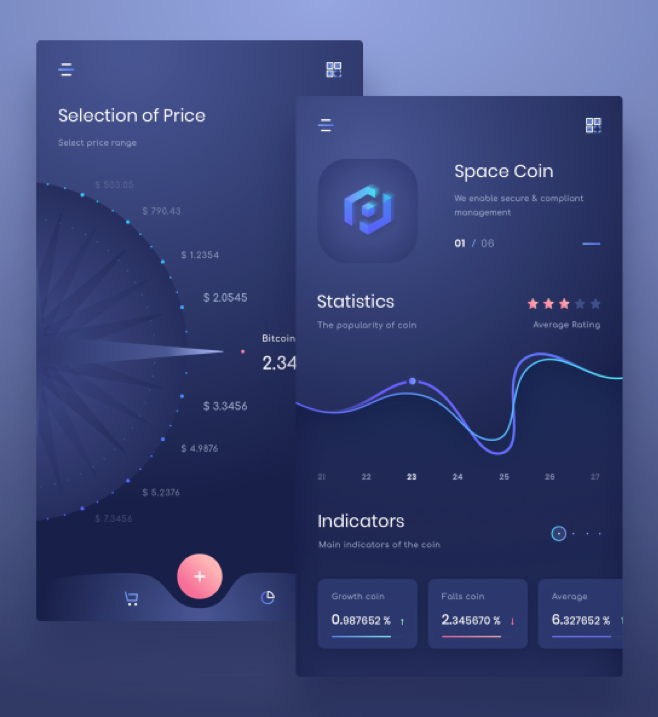 Selection of Price
Select price range
$ 503.65
$ 790.43
$ 1.2354
$ 2.0545
Bitcoin
2.34
$ 3.3456
$ 4.9876
$ 5.2376
$ 7.3456
+
Space Coin
We enable secure & compliant
management
01 / 06
Statistics
The popularity of coin
Average Rating
21 22 23 24 25 26 27
Indicators
Main indicators of the coin
Growth coin
0.987652 % ↑
Falls coin
2.345670 % ↓
Average
6.327652 %